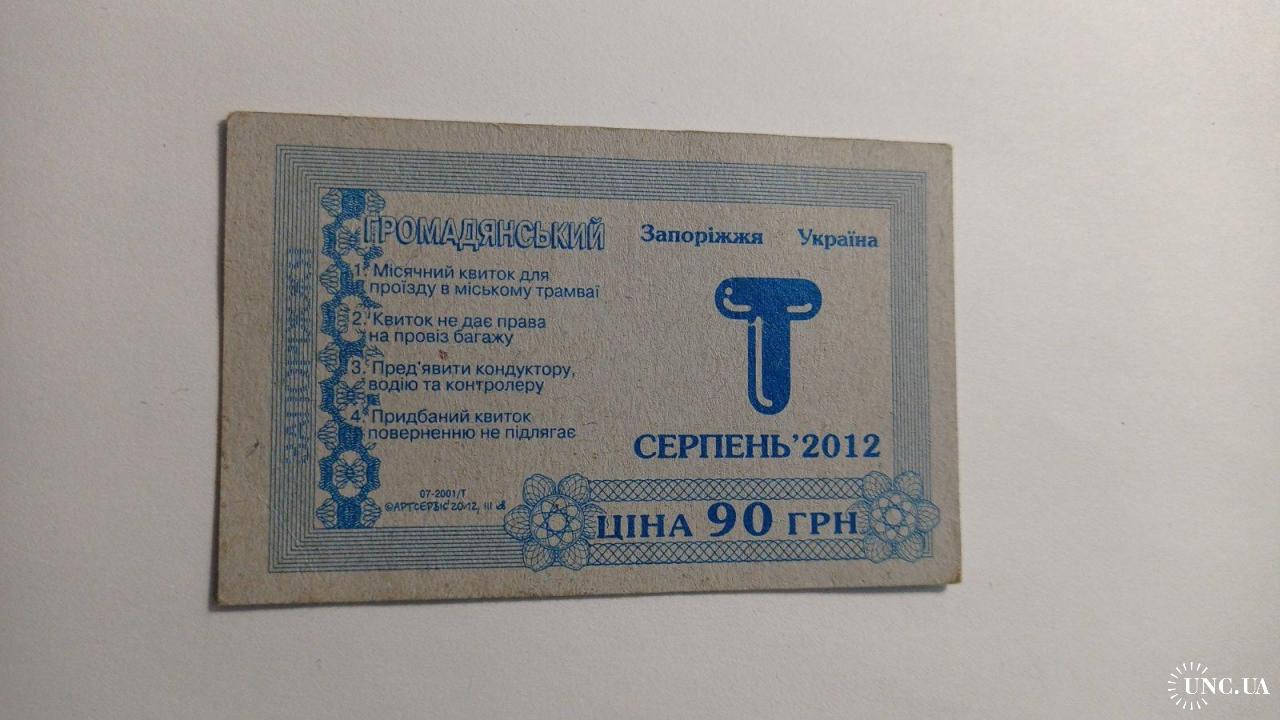 ГРОМАДЯНСЬКИЙ
Запоріжжя Україна
1. Місячний квиток для
проїзду в міському трамваї
2. Квиток не дає права
на провіз багажу
3. Пред'явити кондуктору,
водію та контролеру
4. Придбаний квиток
поверненню не підлягає
Т
СЕРПЕНЬ'2012
07-2001/Т
©АРТСЕРВІС 2012, III
ЦІНА 90 ГРН
ЗАПОРІЖЖЯ
UNC.UA